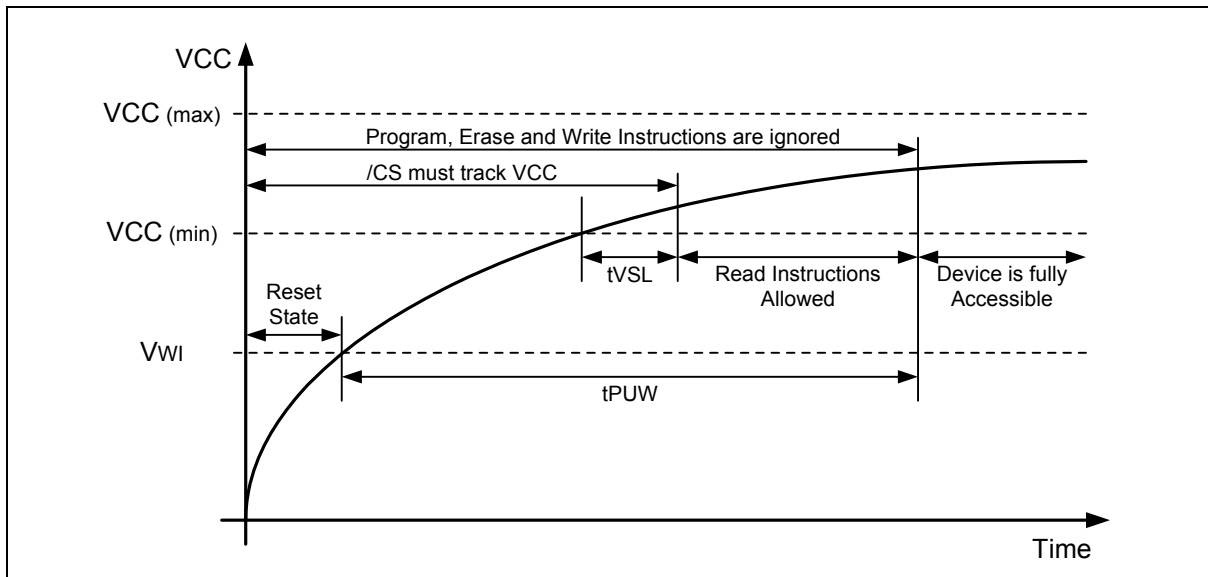 VCC
VCC (max)
Program, Erase and Write Instructions are ignored
/CS must track VCC
VCC (min)
tVSL
Read Instructions
Allowed
Device is fully
Accessible
Reset
State
VWI
tPUW
Time